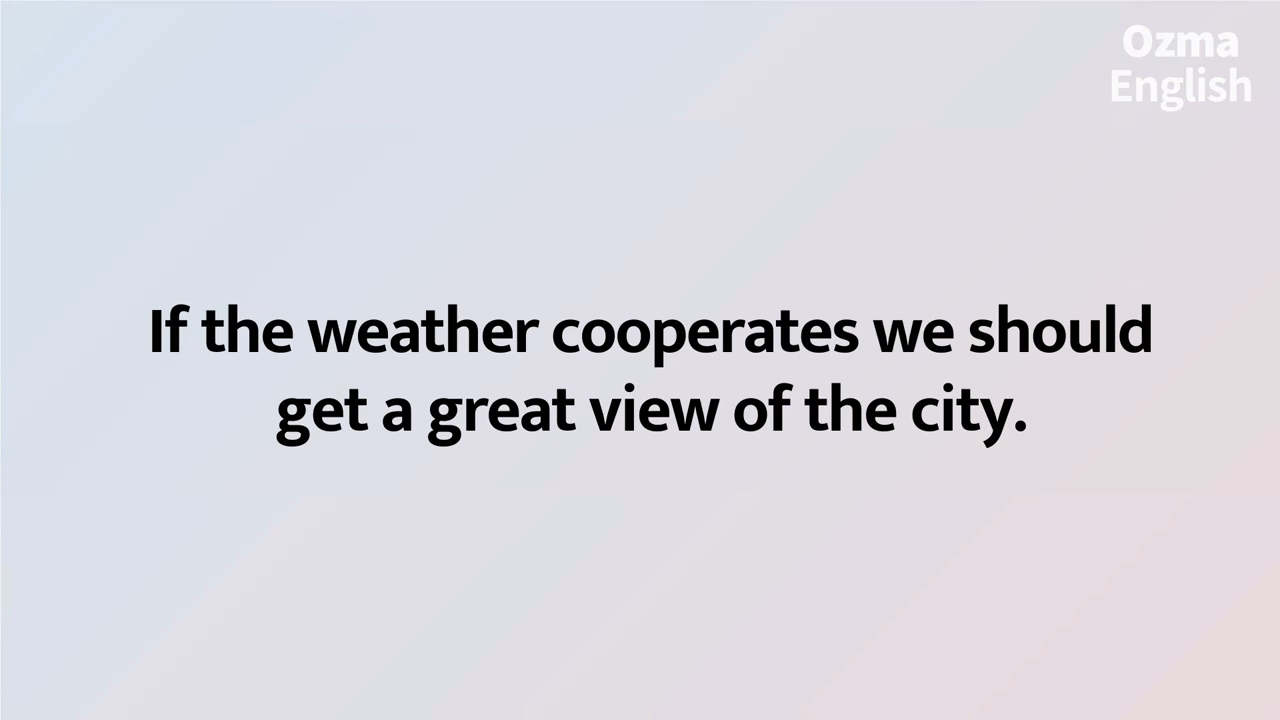 Ozma
English
If the weather cooperates we should
get a great view of the city.